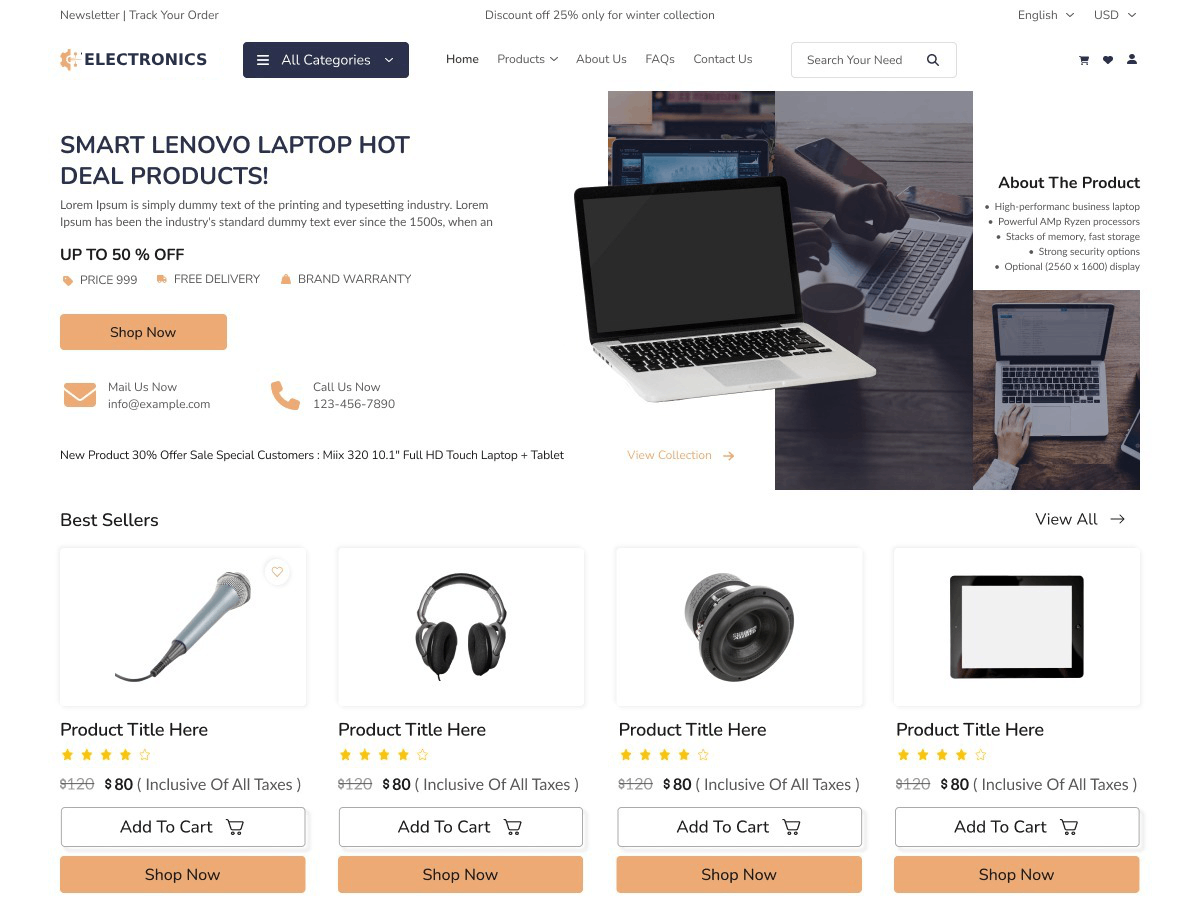 Newsletter | Track Your Order
Discount off 25% only for winter collection
English
USD
ELECTRONICS
All Categories
Home
Products
About Us
FAQs
Contact Us
Search Your Need
SMART LENOVO LAPTOP HOT
DEAL PRODUCTS!
Lorem Ipsum is simply dummy text of the printing and typesetting industry. Lorem
Ipsum has been the industry's standard dummy text ever since the 1500s, when an
UP TO 50 % OFF
PRICE 999
FREE DELIVERY
BRAND WARRANTY
Shop Now
Mail Us Now
info@example.com
Call Us Now
123-456-7890
New Product 30% Offer Sale Special Customers : Miix 320 10.1" Full HD Touch Laptop + Tablet
View Collection
About The Product
• High-performanc business laptop
• Powerful AMp Ryzen processors
• Stacks of memory, fast storage
• Strong security options
• Optional (2560 x 1600) display
Best Sellers
View All
Product Title Here
$120 $ 80 ( Inclusive Of All Taxes )
Add To Cart
Shop Now
Product Title Here
$120 $ 80 ( Inclusive Of All Taxes )
Add To Cart
Shop Now
Product Title Here
$120 $ 80 ( Inclusive Of All Taxes )
Add To Cart
Shop Now
Product Title Here
$120 $ 80 ( Inclusive Of All Taxes )
Add To Cart
Shop Now